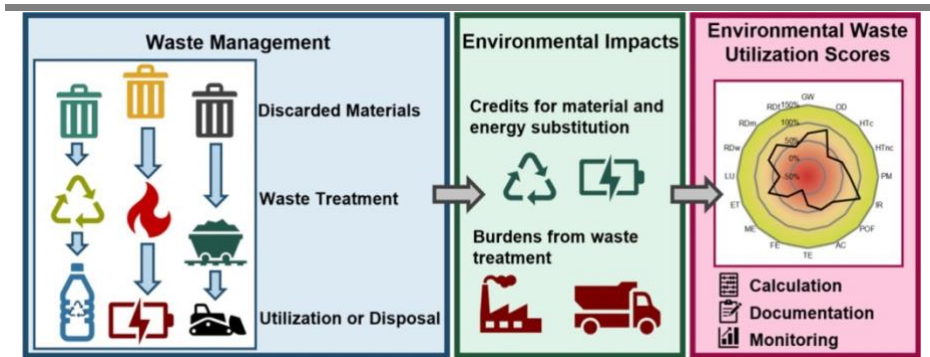 Waste Management
Discarded Materials
Waste Treatment
Utilization or Disposal
Environmental Impacts
Credits for material and
energy substitution
Burdens from waste
treatment
Environmental Waste
Utilization Scores
GW
OD
HTc
HTnc
PM
IR
POF
AC
TE
FE
ME
ET
LU
RDw
RDm
RDf
150%
100%
50%
0%
-50%
Calculation
Documentation
Monitoring